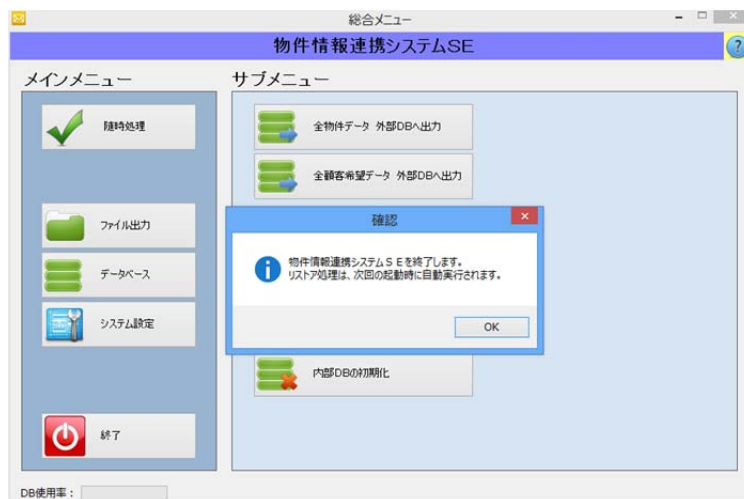 総合メニュー
物件情報連携システムSE
メインメニュー
サブメニュー
随時処理
全物件データ 外部DBへ出力
全顧客希望データ 外部DBへ出力
ファイル出力
確認
物件情報連携システムＳＥを終了します。
リストア処理は、次回の起動時に自動実行されます。
データベース
システム設定
OK
内部DBの初期化
終了
DB使用率：